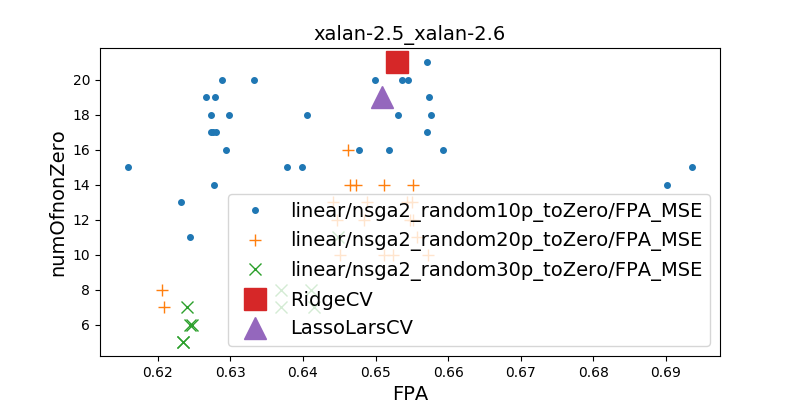 xalan-2.5_xalan-2.6
numOfnonZero
20
18
16
14
12
10
8
6
linear/nsga2_random10p_toZero/FPA_MSE
linear/nsga2_random20p_toZero/FPA_MSE
linear/nsga2_random30p_toZero/FPA_MSE
RidgeCV
LassoLarsCV
0.62 0.63 0.64 0.65 0.66 0.67 0.68 0.69
FPA